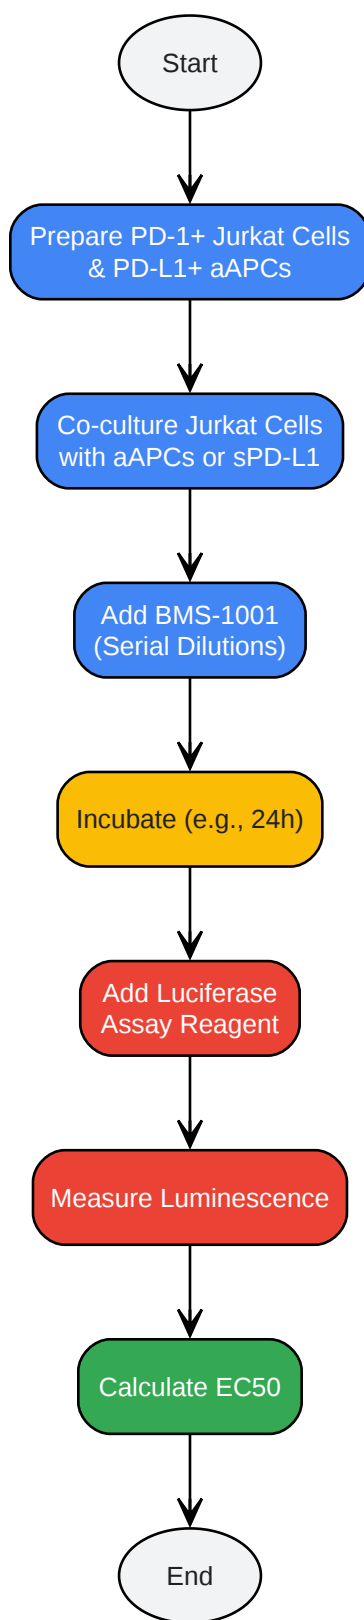 Start
Prepare PD-1+ Jurkat Cells
& PD-L1+ aAPCs
Co-culture Jurkat Cells
with aAPCs or sPD-L1
Add BMS-1001
(Serial Dilutions)
Incubate (e.g., 24h)
Add Luciferase
Assay Reagent
Measure Luminescence
Calculate EC50
End